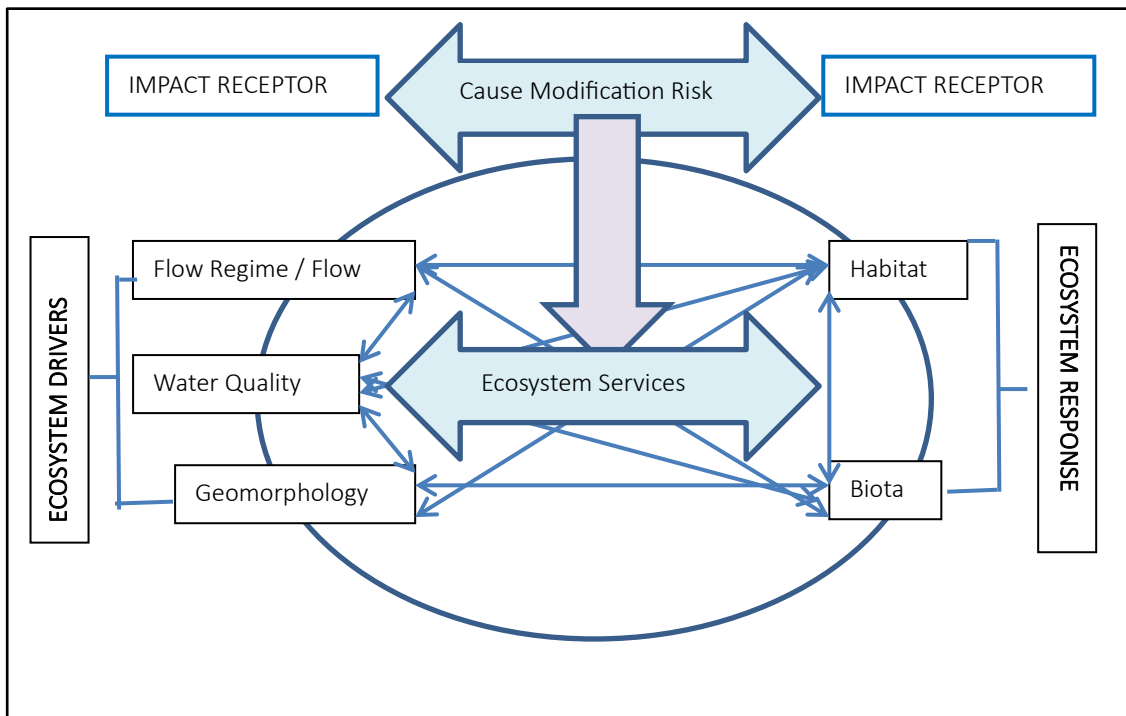 IMPACT RECEPTOR
Cause Modification Risk
IMPACT RECEPTOR
ECOSYSTEM DRIVERS
Flow Regime / Flow
Water Quality
Geomorphology
Ecosystem Services
Habitat
Biota
ECOSYSTEM RESPONSE